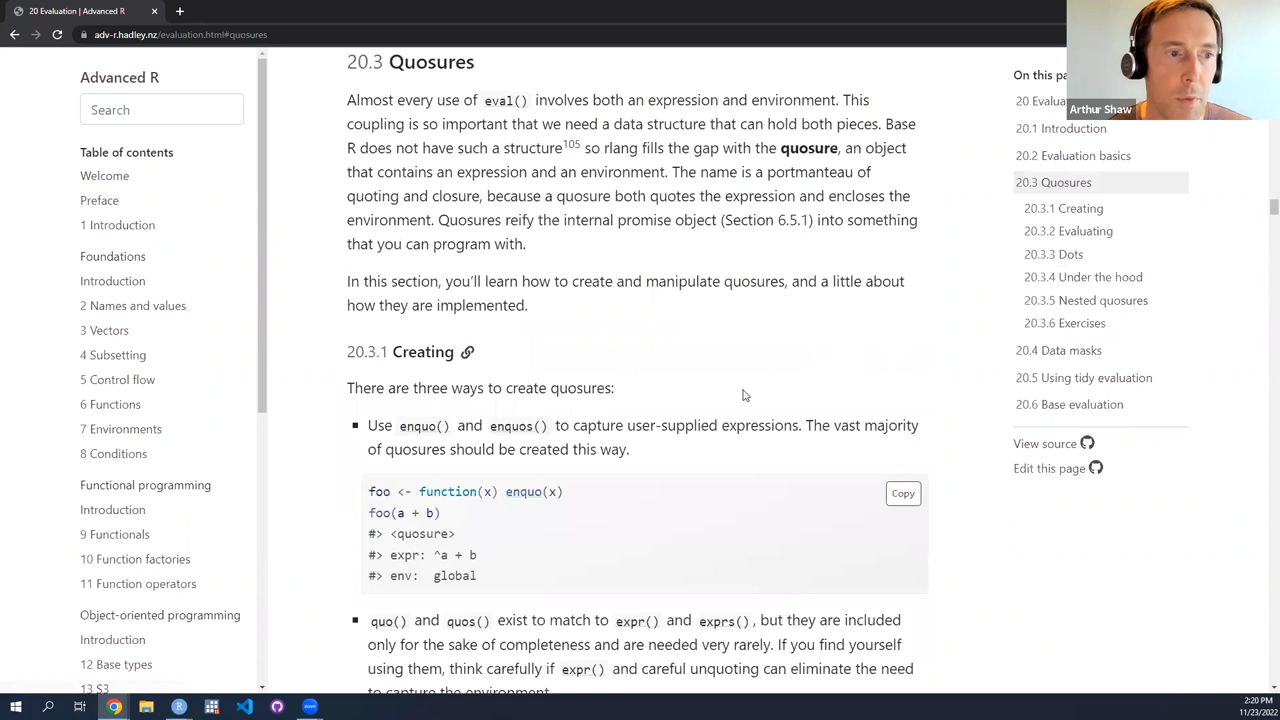 20 Evaluation | Advanced R
adv-r.hadley.nz/evaluation.html#quosures
Arthur Shaw
Advanced R
Search
Table of contents
Welcome
Preface
1 Introduction
Foundations
Introduction
2 Names and values
3 Vectors
4 Subsetting
5 Control flow
6 Functions
7 Environments
8 Conditions
Functional programming
Introduction
9 Functionals
10 Function factories
11 Function operators
Object-oriented programming
Introduction
12 Base types
13 S3
20.3 Quosures
Almost every use of eval() involves both an expression and environment. This
coupling is so important that we need a data structure that can hold both pieces. Base
R does not have such a structure105 so rlang fills the gap with the quosure, an object
that contains an expression and an environment. The name is a portmanteau of
quoting and closure, because a quosure both quotes the expression and encloses the
environment. Quosures reify the internal promise object (Section 6.5.1) into something
that you can program with.
In this section, you'll learn how to create and manipulate quosures, and a little about
how they are implemented.
20.3.1 Creating
There are three ways to create quosures:
Use enquo() and enquos() to capture user-supplied expressions. The vast majority
of quosures should be created this way.
Copy
foo <- function(x) enquo(x)
foo(a + b)
#> <quosure>
#> expr: ^a + b
#> env:  global
quo() and quos() exist to match to expr() and exprs(), but they are included
only for the sake of completeness and are needed very rarely. If you find yourself
using them, think carefully if expr() and careful unquoting can eliminate the need
to capture the environment.
On this pa
20 Evalua
20.1 Introduction
20.2 Evaluation basics
20.3 Quosures
20.3.1 Creating
20.3.2 Evaluating
20.3.3 Dots
20.3.4 Under the hood
20.3.5 Nested quosures
20.3.6 Exercises
20.4 Data masks
20.5 Using tidy evaluation
20.6 Base evaluation
View source
Edit this page
2:20 PM
11/23/2022